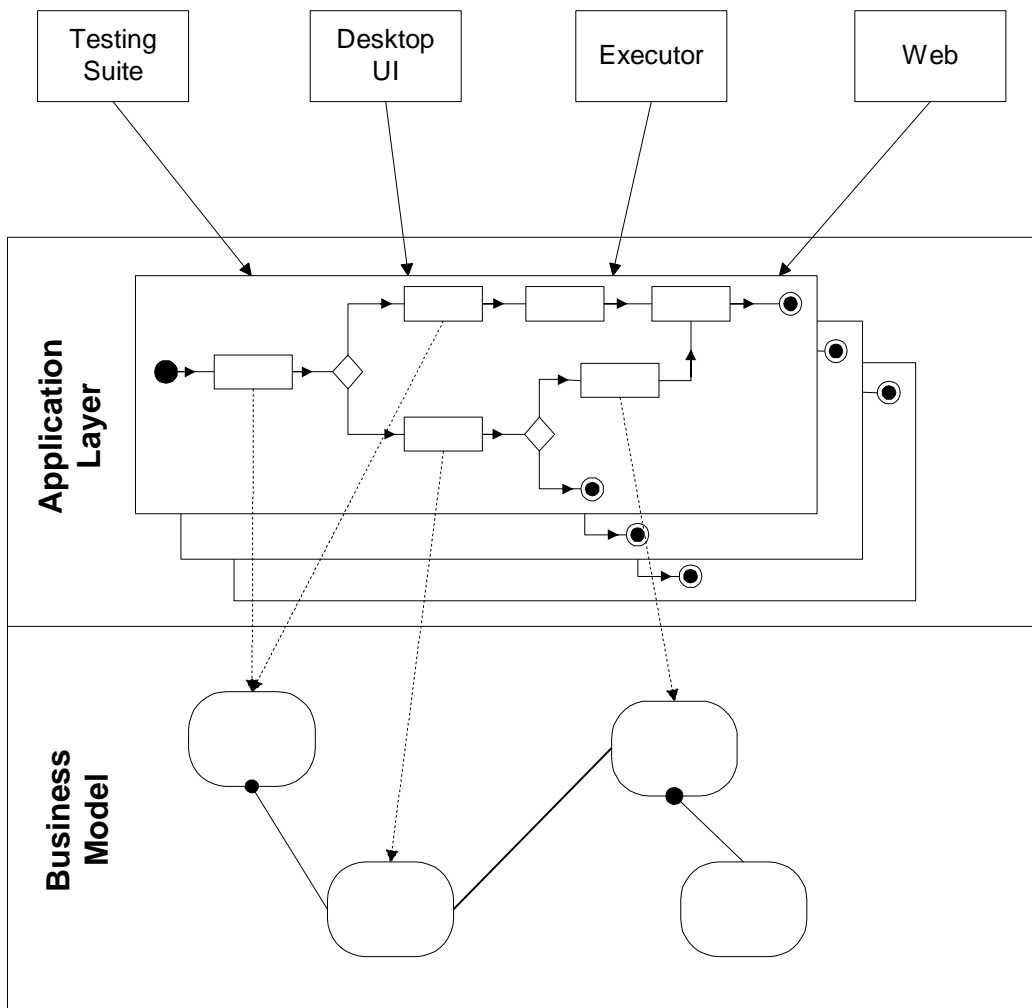 Testing
Suite
Desktop
UI
Executor
Web
Application
Layer
Business
Model